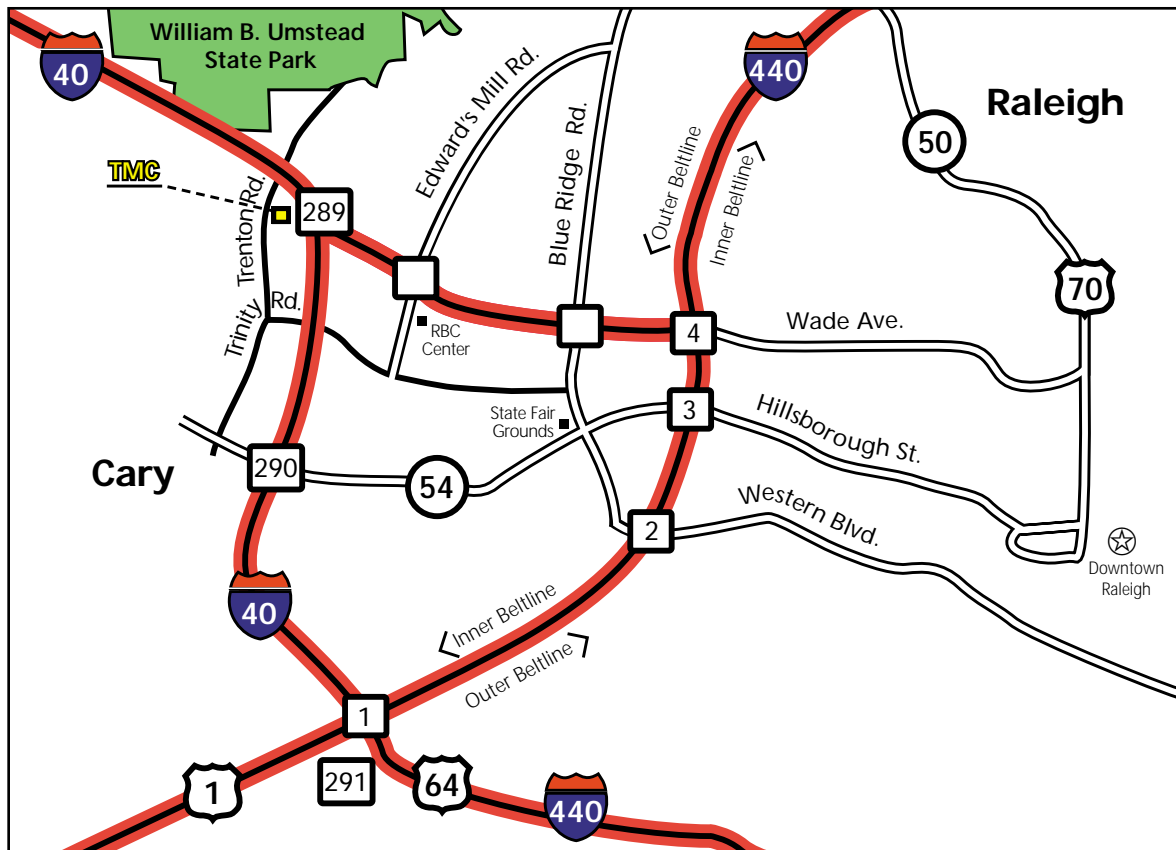 William B. Umstead
State Park
40
440
Raleigh
50
Edward's Mill Rd.
Blue Ridge Rd.
Outer Beltline
Inner Beltline
TMC
Trenton Rd.
289
70
Trinity Rd.
RBC
Center
4
Wade Ave.
State Fair
Grounds
3
Hillsborough St.
Cary
290
54
2
Western Blvd.
Downtown
Raleigh
40
Inner Beltline
Outer Beltline
1
1
291
64
440